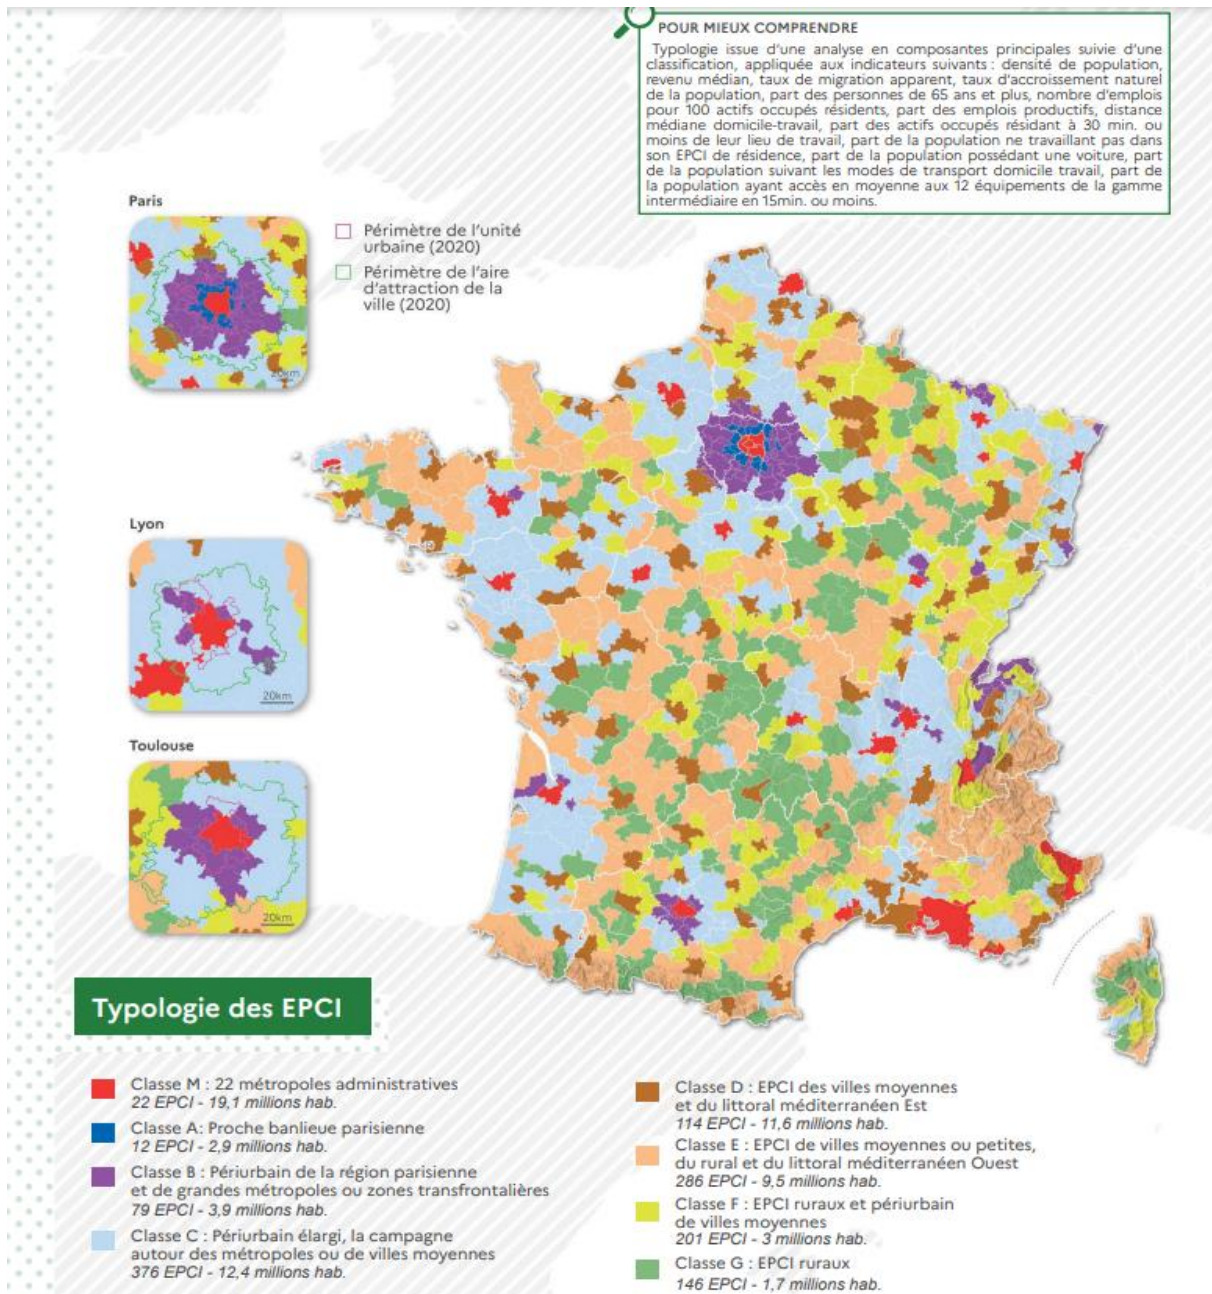 POUR MIEUX COMPRENDRE
Typologie issue d'une analyse en composantes principales suivie d'une
classification, appliquée aux indicateurs suivants : densité de population,
revenu médian, taux de migration apparent, taux d'accroissement naturel
de la population, part des personnes de 65 ans et plus, nombre d'emplois
pour 100 actifs occupés résidents, part des emplois productifs, distance
médiane domicile-travail, part des actifs occupés résidant à 30 min. ou
moins de leur lieu de travail, part de la population ne travaillant pas dans
son EPCI de résidence, part de la population possédant une voiture, part
de la population suivant les modes de transport domicile travail, part de
la population ayant accès en moyenne aux 12 équipements de la gamme
intermédiaire en 15min. ou moins.
Paris
Périmètre de l'unité
urbaine (2020)
Périmètre de l'aire
d'attraction de la
ville (2020)
20km
Lyon
20km
Toulouse
20km
Typologie des EPCI
Classe M : 22 métropoles administratives
22 EPCI - 19,1 millions hab.
Classe A: Proche banlieue parisienne
12 EPCI - 2,9 millions hab.
Classe B : Périurbain de la région parisienne
et de grandes métropoles ou zones transfrontalières
79 EPCI - 3,9 millions hab.
Classe C : Périurbain élargi, la campagne
autour des métropoles ou de villes moyennes
376 EPCI - 12,4 millions hab.
Classe D : EPCI des villes moyennes
et du littoral méditerranéen Est
114 EPCI - 11,6 millions hab.
Classe E : EPCI de villes moyennes ou petites,
du rural et du littoral méditerranéen Ouest
286 EPCI - 9,5 millions hab.
Classe F : EPCI ruraux et périurbain
de villes moyennes
201 EPCI - 3 millions hab.
Classe G : EPCI ruraux
146 EPCI - 1,7 millions hab.